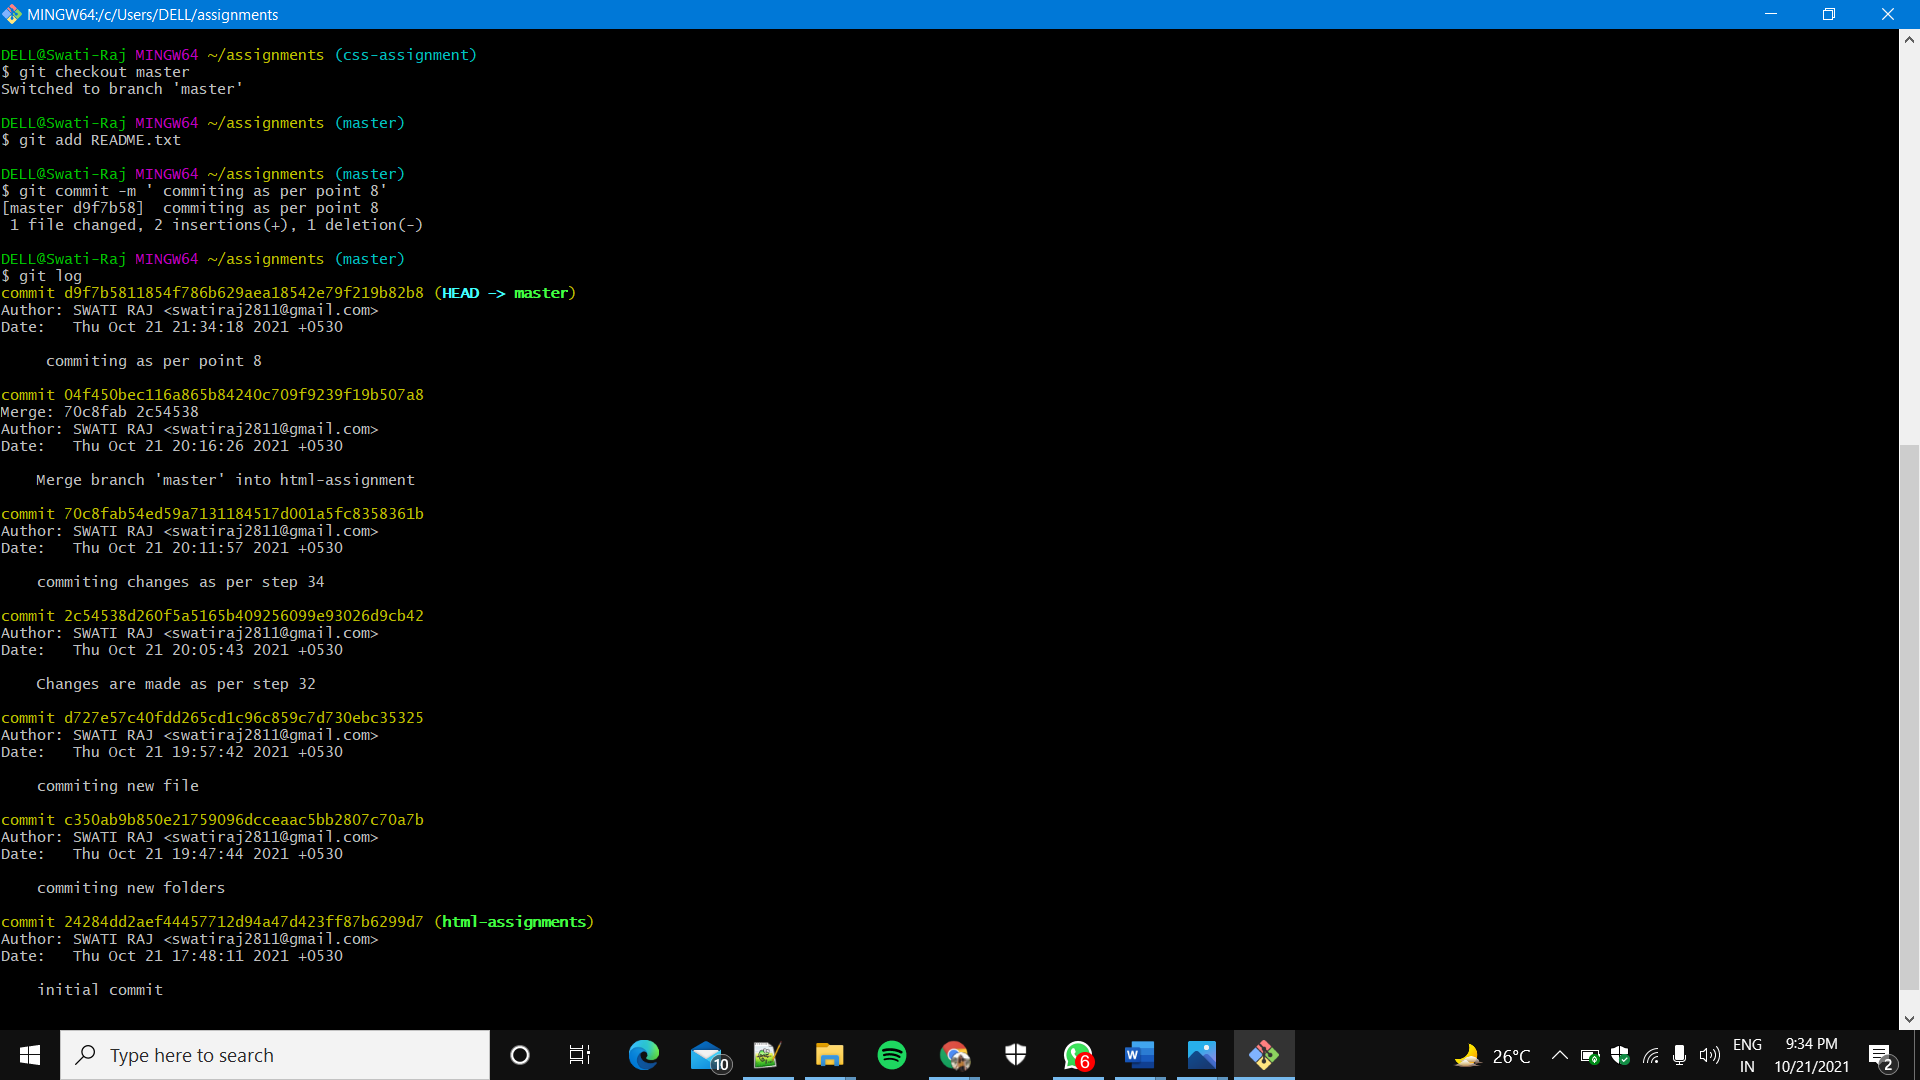 MINGW64:/c/Users/DELL/assignments
DELL@Swati-Raj MINGW64 ~/assignments (css-assignment)
$ git checkout master
Switched to branch 'master'
DELL@Swati-Raj MINGW64 ~/assignments (master)
$ git add README.txt
DELL@Swati-Raj MINGW64 ~/assignments (master)
$ git commit -m ' commiting as per point 8'
[master d9f7b58]  commiting as per point 8
 1 file changed, 2 insertions(+), 1 deletion(-)
DELL@Swati-Raj MINGW64 ~/assignments (master)
$ git log
commit d9f7b5811854f786b629aea18542e79f219b82b8 (HEAD -> master)
Author: SWATI RAJ <swatiraj2811@gmail.com>
Date:   Thu Oct 21 21:34:18 2021 +0530
     commiting as per point 8
commit 04f450bec116a865b84240c709f9239f19b507a8
Merge: 70c8fab 2c54538
Author: SWATI RAJ <swatiraj2811@gmail.com>
Date:   Thu Oct 21 20:16:26 2021 +0530
    Merge branch 'master' into html-assignment
commit 70c8fab54ed59a7131184517d001a5fc8358361b
Author: SWATI RAJ <swatiraj2811@gmail.com>
Date:   Thu Oct 21 20:11:57 2021 +0530
    commiting changes as per step 34
commit 2c54538d260f5a5165b409256099e93026d9cb42
Author: SWATI RAJ <swatiraj2811@gmail.com>
Date:   Thu Oct 21 20:05:43 2021 +0530
    Changes are made as per step 32
commit d727e57c40fdd265cd1c96c859c7d730ebc35325
Author: SWATI RAJ <swatiraj2811@gmail.com>
Date:   Thu Oct 21 19:57:42 2021 +0530
    commiting new file
commit c350ab9b850e21759096dcceaac5bb2807c70a7b
Author: SWATI RAJ <swatiraj2811@gmail.com>
Date:   Thu Oct 21 19:47:44 2021 +0530
    commiting new folders
commit 24284dd2aef44457712d94a47d423ff87b6299d7 (html-assignments)
Author: SWATI RAJ <swatiraj2811@gmail.com>
Date:   Thu Oct 21 17:48:11 2021 +0530
    initial commit
Type here to search
10
6
W
26°C
ENG
IN
9:34 PM
10/21/2021
2